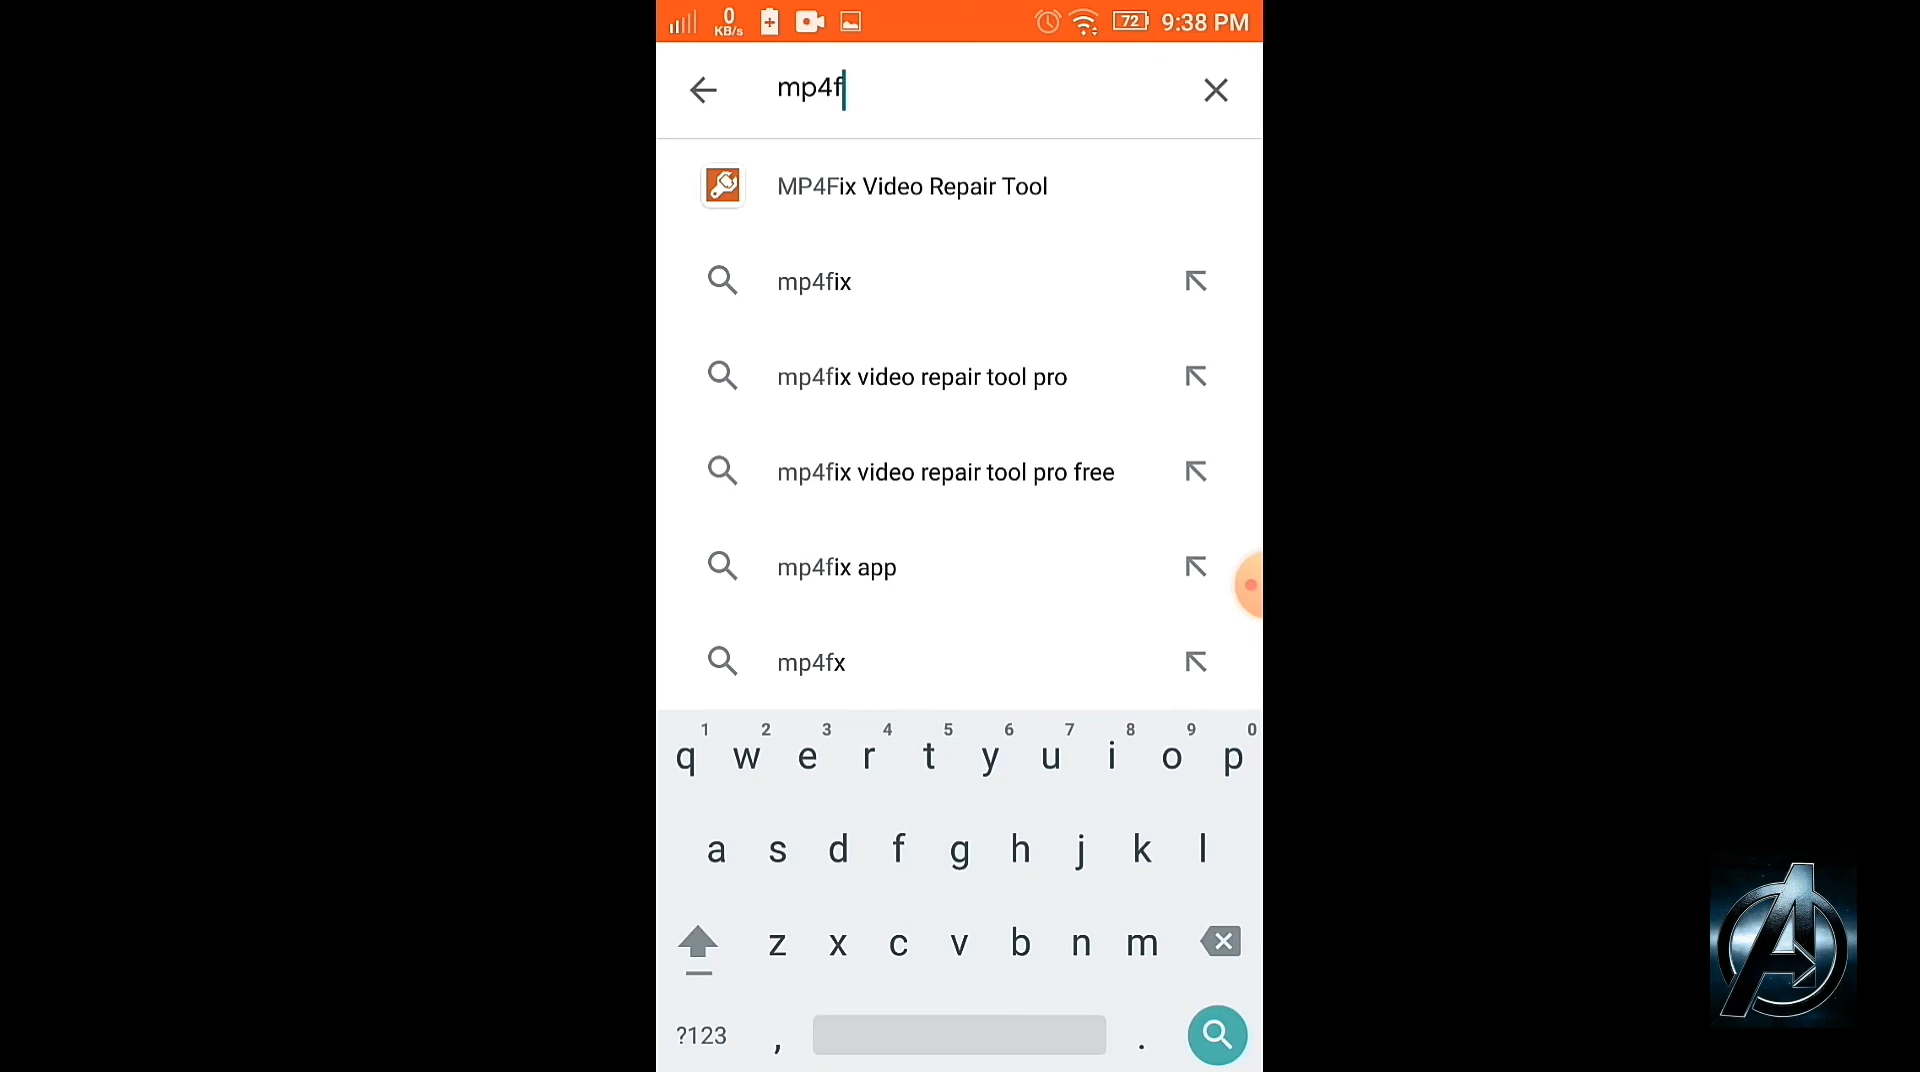 0
KB/s
72
9:38 PM
mp4f
MP4Fix Video Repair Tool
mp4fix
mp4fix video repair tool pro
mp4fix video repair tool pro free
mp4fix app
mp4fx
1 2 3 4 5 6 7 8 9 0
q w e r t y u i o p
a s d f g h j k l
z x c v b n m
?123 , .